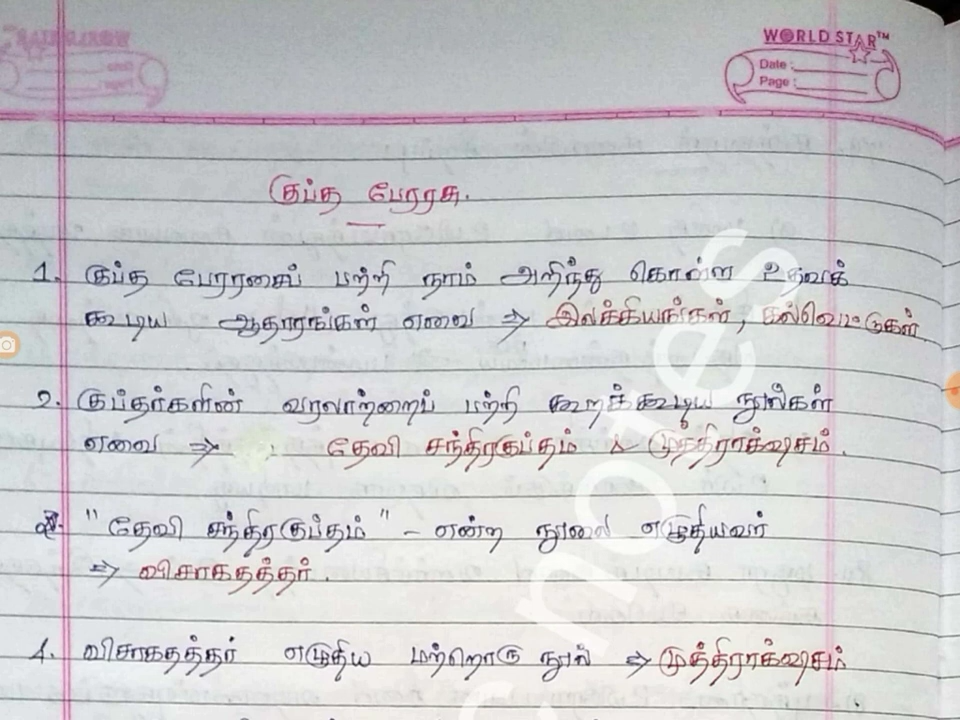 WORLD STAR™
Date :
Page :
குப்த பேரரசு.
1. குப்த பேரரசைப் பற்றி நாம் அறிந்து கொள்ள உதவக்
கூடிய ஆதாரங்கள் எவை ⇒ இலக்கியங்கள், கல்வெட்டுகள்
2. குப்தர்களின் வரலாற்றைப் பற்றி கூறக்கூடிய நூல்கள்
எவை ⇒ தேவி சந்திரகுப்தம் & முத்திராக்ஷசம்.
3. "தேவி சந்திரகுப்தம்" - என்ற நூலை எழுதியவர்
⇒ விசாகதத்தர்.
4. விசாகதத்தர் எழுதிய மற்றொரு நூல் ⇒ முத்திராக்ஷசம்
notes